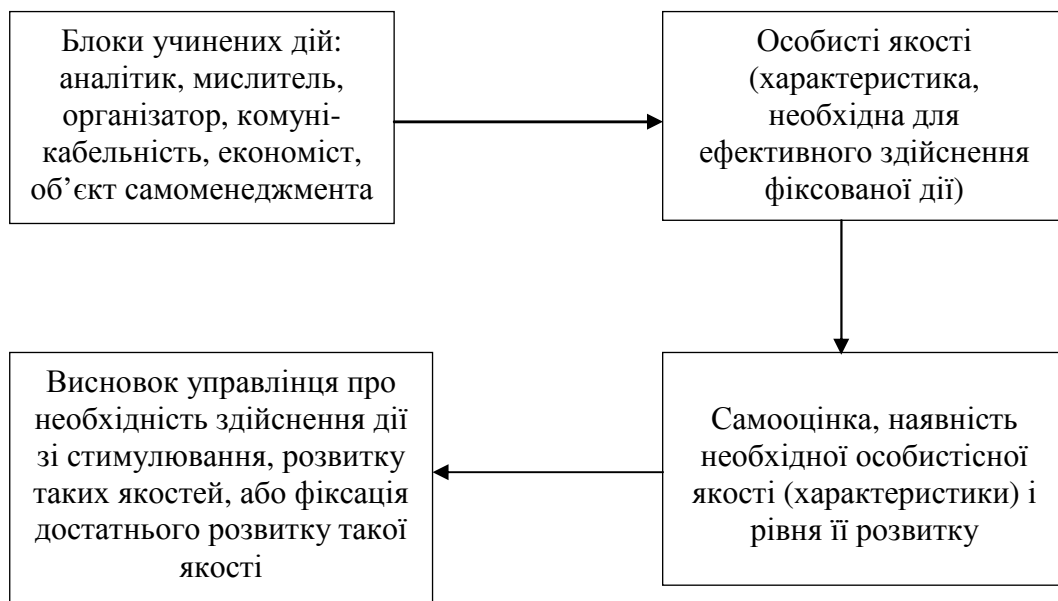 Блоки учинених дій:
аналітик, мислитель,
організатор, комуні-
кабельність, економіст,
об’єкт самоменеджмента
Особисті якості
(характеристика,
необхідна для
ефективного здійснення
фіксованої дії)
Самооцінка, наявність
необхідної особистісної
якості (характеристики) і
рівня її розвитку
Висновок управлінця про
необхідність здійснення дії
зі стимулювання, розвитку
таких якостей, або фіксація
достатнього розвитку такої
якості